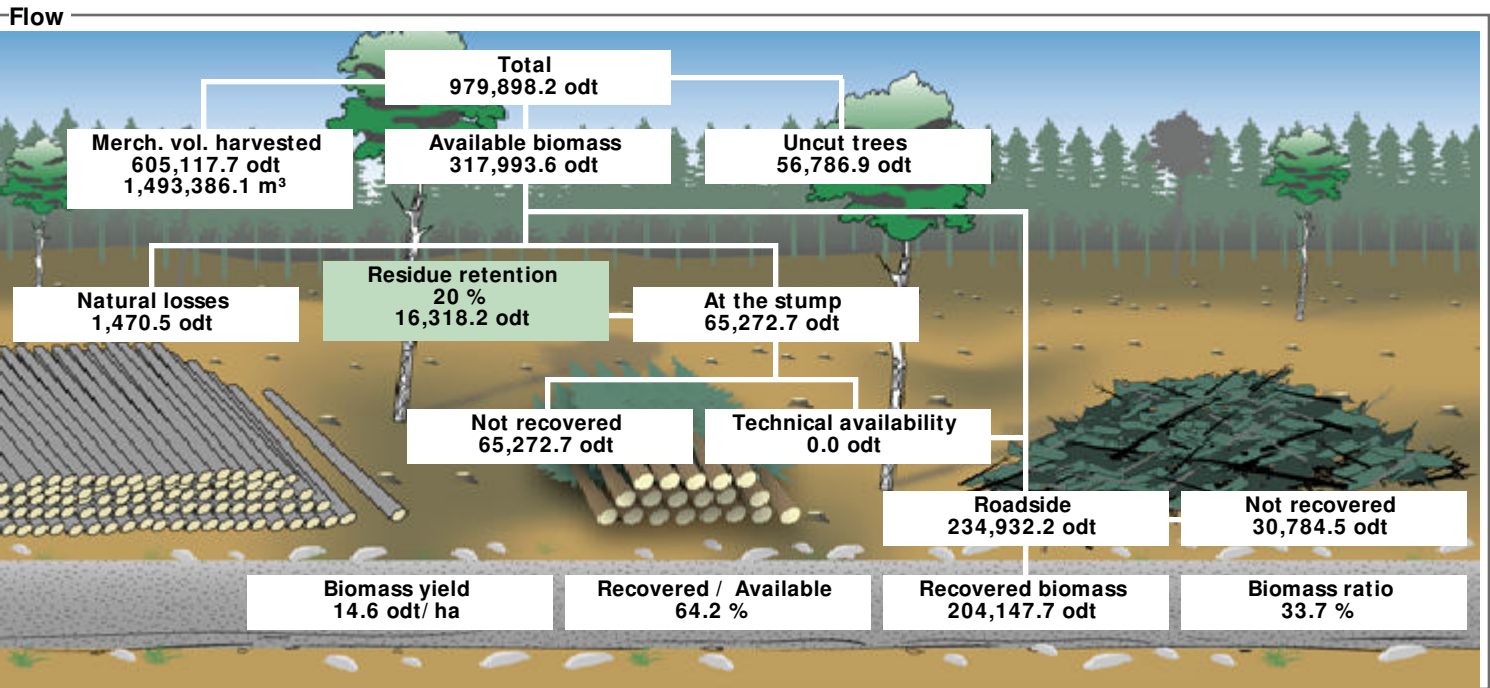 Flow
Total
979,898.2 odt
Merch. vol. harvested
605,117.7 odt
1,493,386.1 m³
Available biomass
317,993.6 odt
Uncut trees
56,786.9 odt
Natural losses
1,470.5 odt
Residue retention
20 %
16,318.2 odt
At the stump
65,272.7 odt
Not recovered
65,272.7 odt
Technical availability
0.0 odt
Roadside
234,932.2 odt
Not recovered
30,784.5 odt
Biomass yield
14.6 odt/ ha
Recovered / Available
64.2 %
Recovered biomass
204,147.7 odt
Biomass ratio
33.7 %